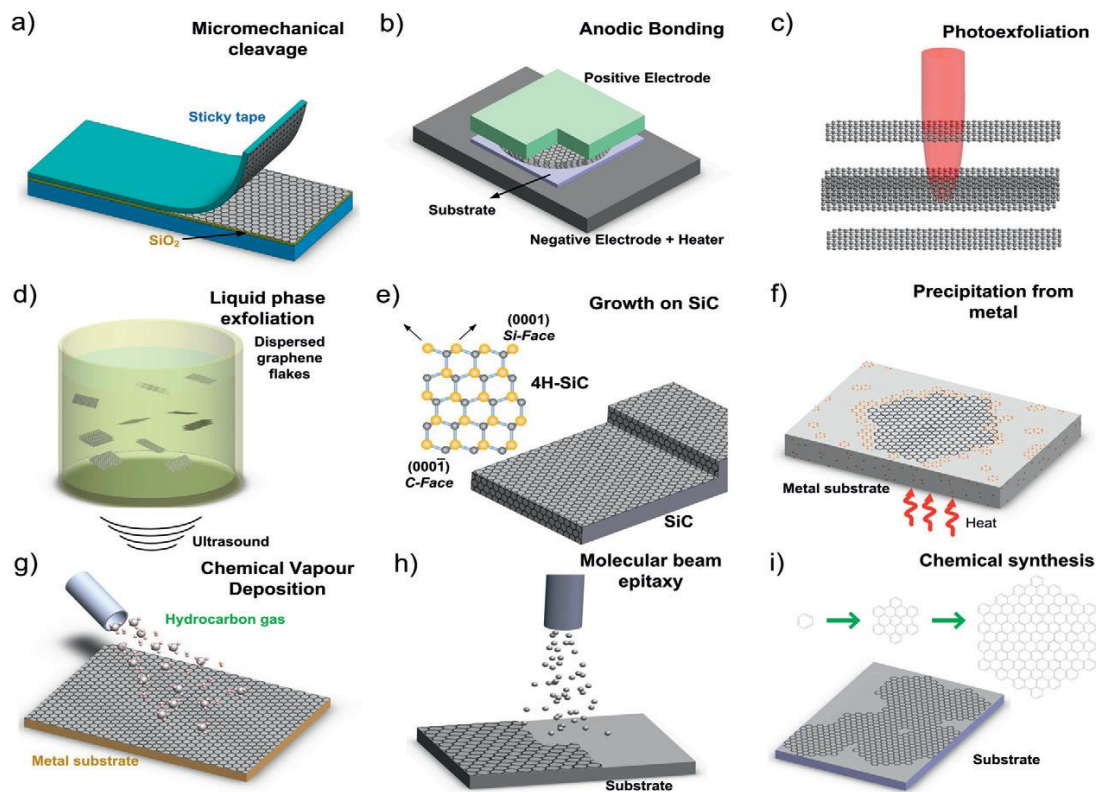 a)
Micromechanical
cleavage
Sticky tape
SiO₂
b)
Anodic Bonding
Positive Electrode
Substrate
Negative Electrode + Heater
c)
Photoexfoliation
d)
Liquid phase
exfoliation
Dispersed
graphene
flakes
Ultrasound
e)
Growth on SiC
(0001)
Si-Face
4H-SiC
(0001̅)
C-Face
SiC
f)
Precipitation from
metal
Metal substrate
Heat
g)
Chemical Vapour
Deposition
Hydrocarbon gas
Metal substrate
h)
Molecular beam
epitaxy
Substrate
i)
Chemical synthesis
Substrate